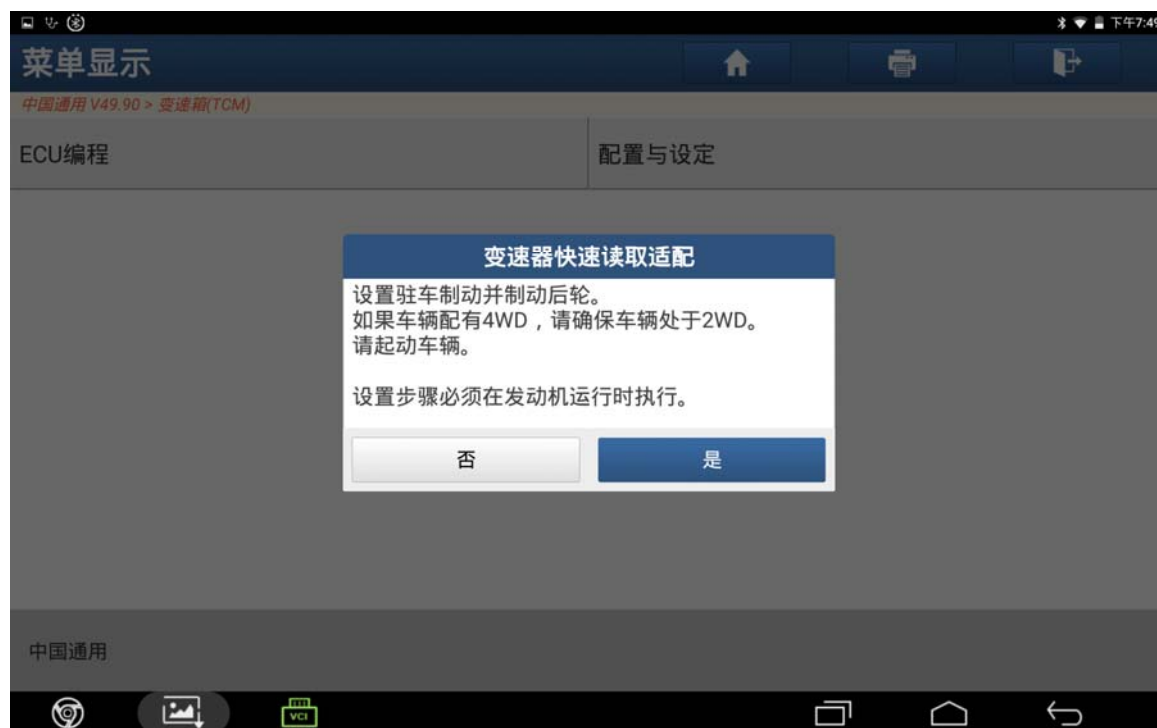 下午7:49
菜单显示
中国通用 V49.90 > 变速箱(TCM)
ECU编程
配置与设定
变速器快速读取适配
设置驻车制动并制动后轮。
如果车辆配有4WD，请确保车辆处于2WD。
请起动车辆。
设置步骤必须在发动机运行时执行。
否
是
中国通用
VCI